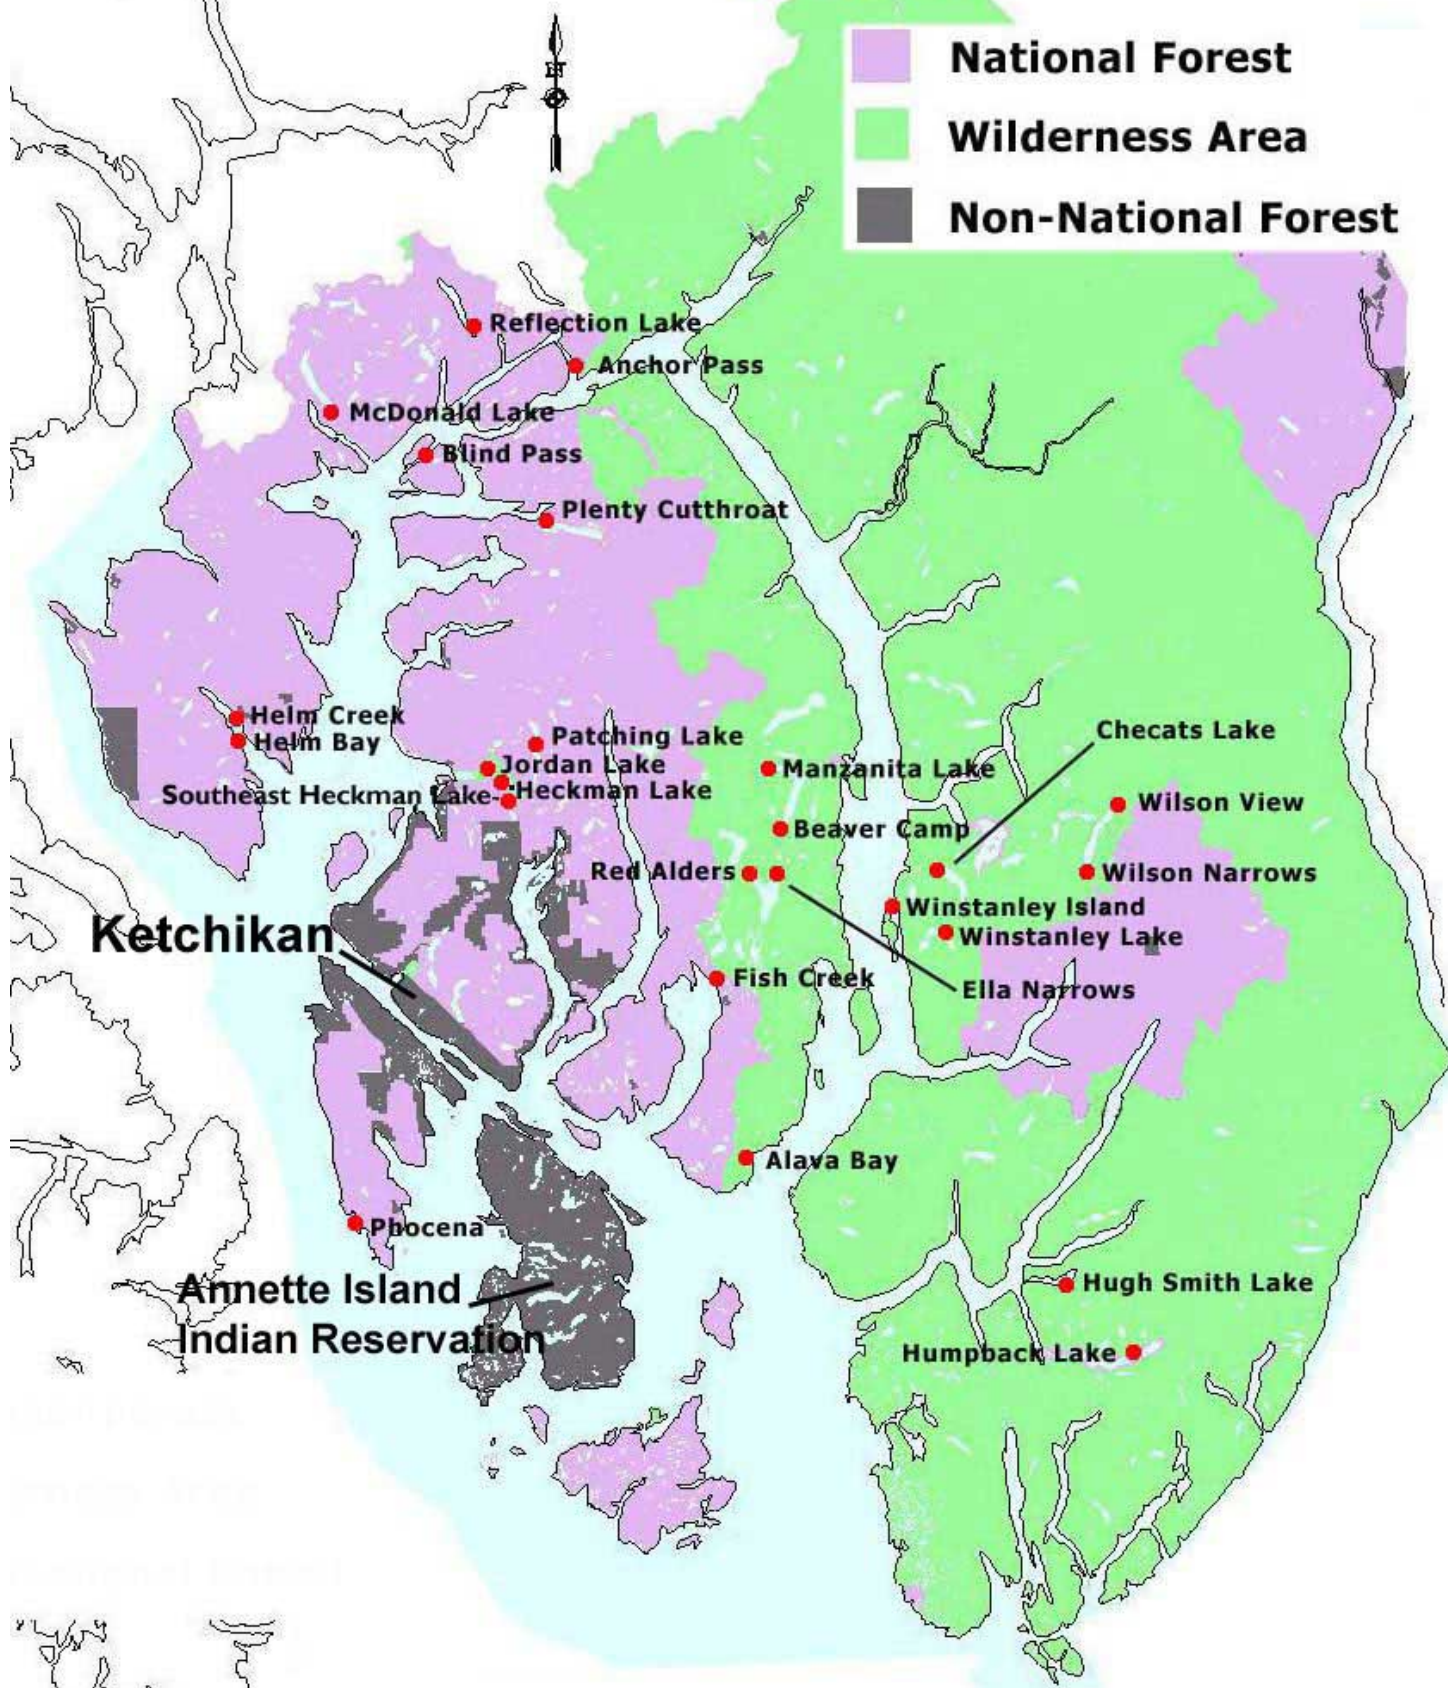 National Forest
Wilderness Area
Non-National Forest
N
Reflection Lake
Anchor Pass
McDonald Lake
Blind Pass
Plenty Cutthroat
Helm Creek
Helm Bay
Patching Lake
Jordan Lake
Heckman Lake
Southeast Heckman Lake-
Checats Lake
Manzanita Lake
Wilson View
Beaver Camp
Red Alders
Wilson Narrows
Winstanley Island
Winstanley Lake
Ketchikan
Fish Creek
Ella Narrows
Alava Bay
Phocena
Annette Island
Indian Reservation
Hugh Smith Lake
Humpback Lake